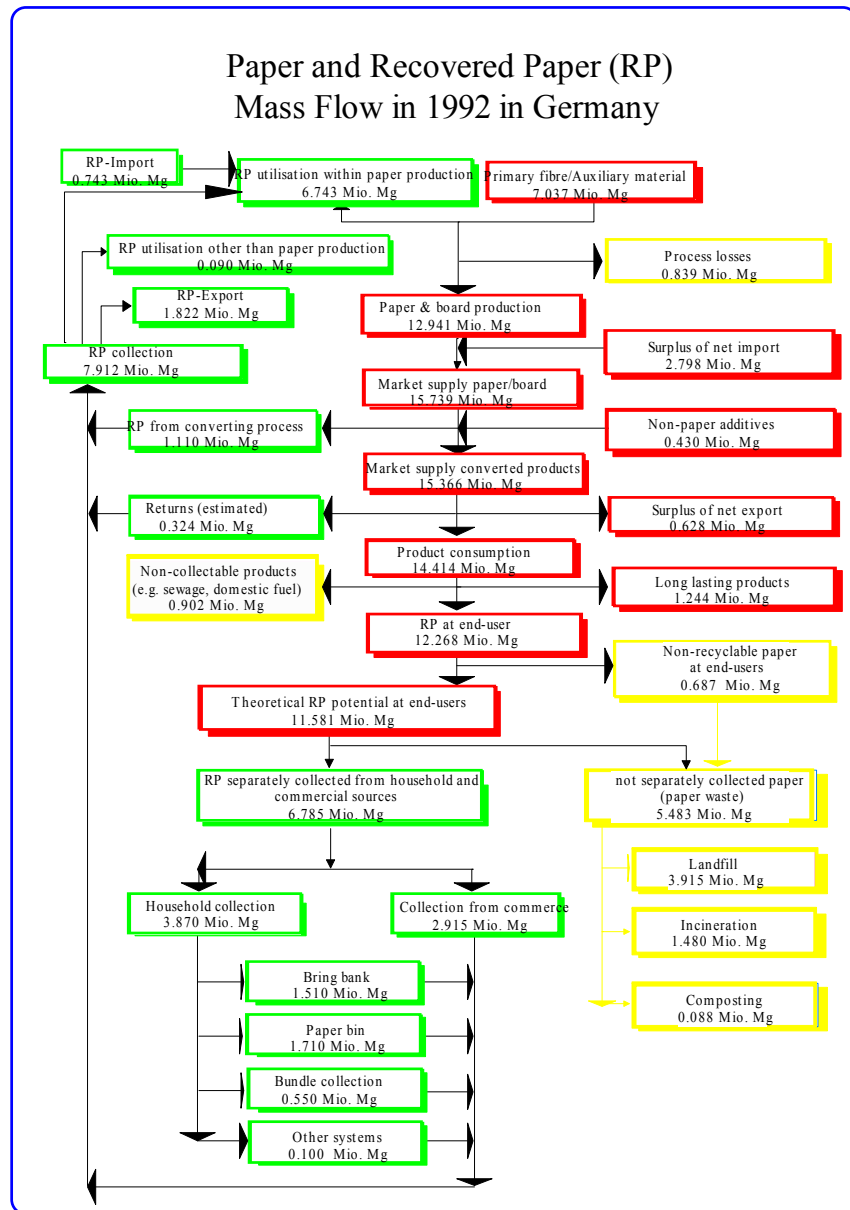 Paper and Recovered Paper (RP)
Mass Flow in 1992 in Germany
RP-Import
0.743 Mio. Mg
RP utilisation within paper production
6.743 Mio. Mg
Primary fibre/Auxiliary material
7.037 Mio. Mg
RP utilisation other than paper production
0.090 Mio. Mg
Process losses
0.839 Mio. Mg
RP-Export
1.822 Mio. Mg
Paper & board production
12.941 Mio. Mg
RP collection
7.912 Mio. Mg
Surplus of net import
2.798 Mio. Mg
Market supply paper/board
15.739 Mio. Mg
RP from converting process
1.110 Mio. Mg
Non-paper additives
0.430 Mio. Mg
Market supply converted products
15.366 Mio. Mg
Returns (estimated)
0.324 Mio. Mg
Surplus of net export
0.628 Mio. Mg
Product consumption
14.414 Mio. Mg
Non-collectable products
(e.g. sewage, domestic fuel)
0.902 Mio. Mg
Long lasting products
1.244 Mio. Mg
RP at end-user
12.268 Mio. Mg
Non-recyclable paper
at end-users
0.687 Mio. Mg
Theoretical RP potential at end-users
11.581 Mio. Mg
RP separately collected from household and
commercial sources
6.785 Mio. Mg
not separately collected paper
(paper waste)
5.483 Mio. Mg
Landfill
3.915 Mio. Mg
Household collection
3.870 Mio. Mg
Collection from commerce
2.915 Mio. Mg
Incineration
1.480 Mio. Mg
Bring bank
1.510 Mio. Mg
Composting
0.088 Mio. Mg
Paper bin
1.710 Mio. Mg
Bundle collection
0.550 Mio. Mg
Other systems
0.100 Mio. Mg